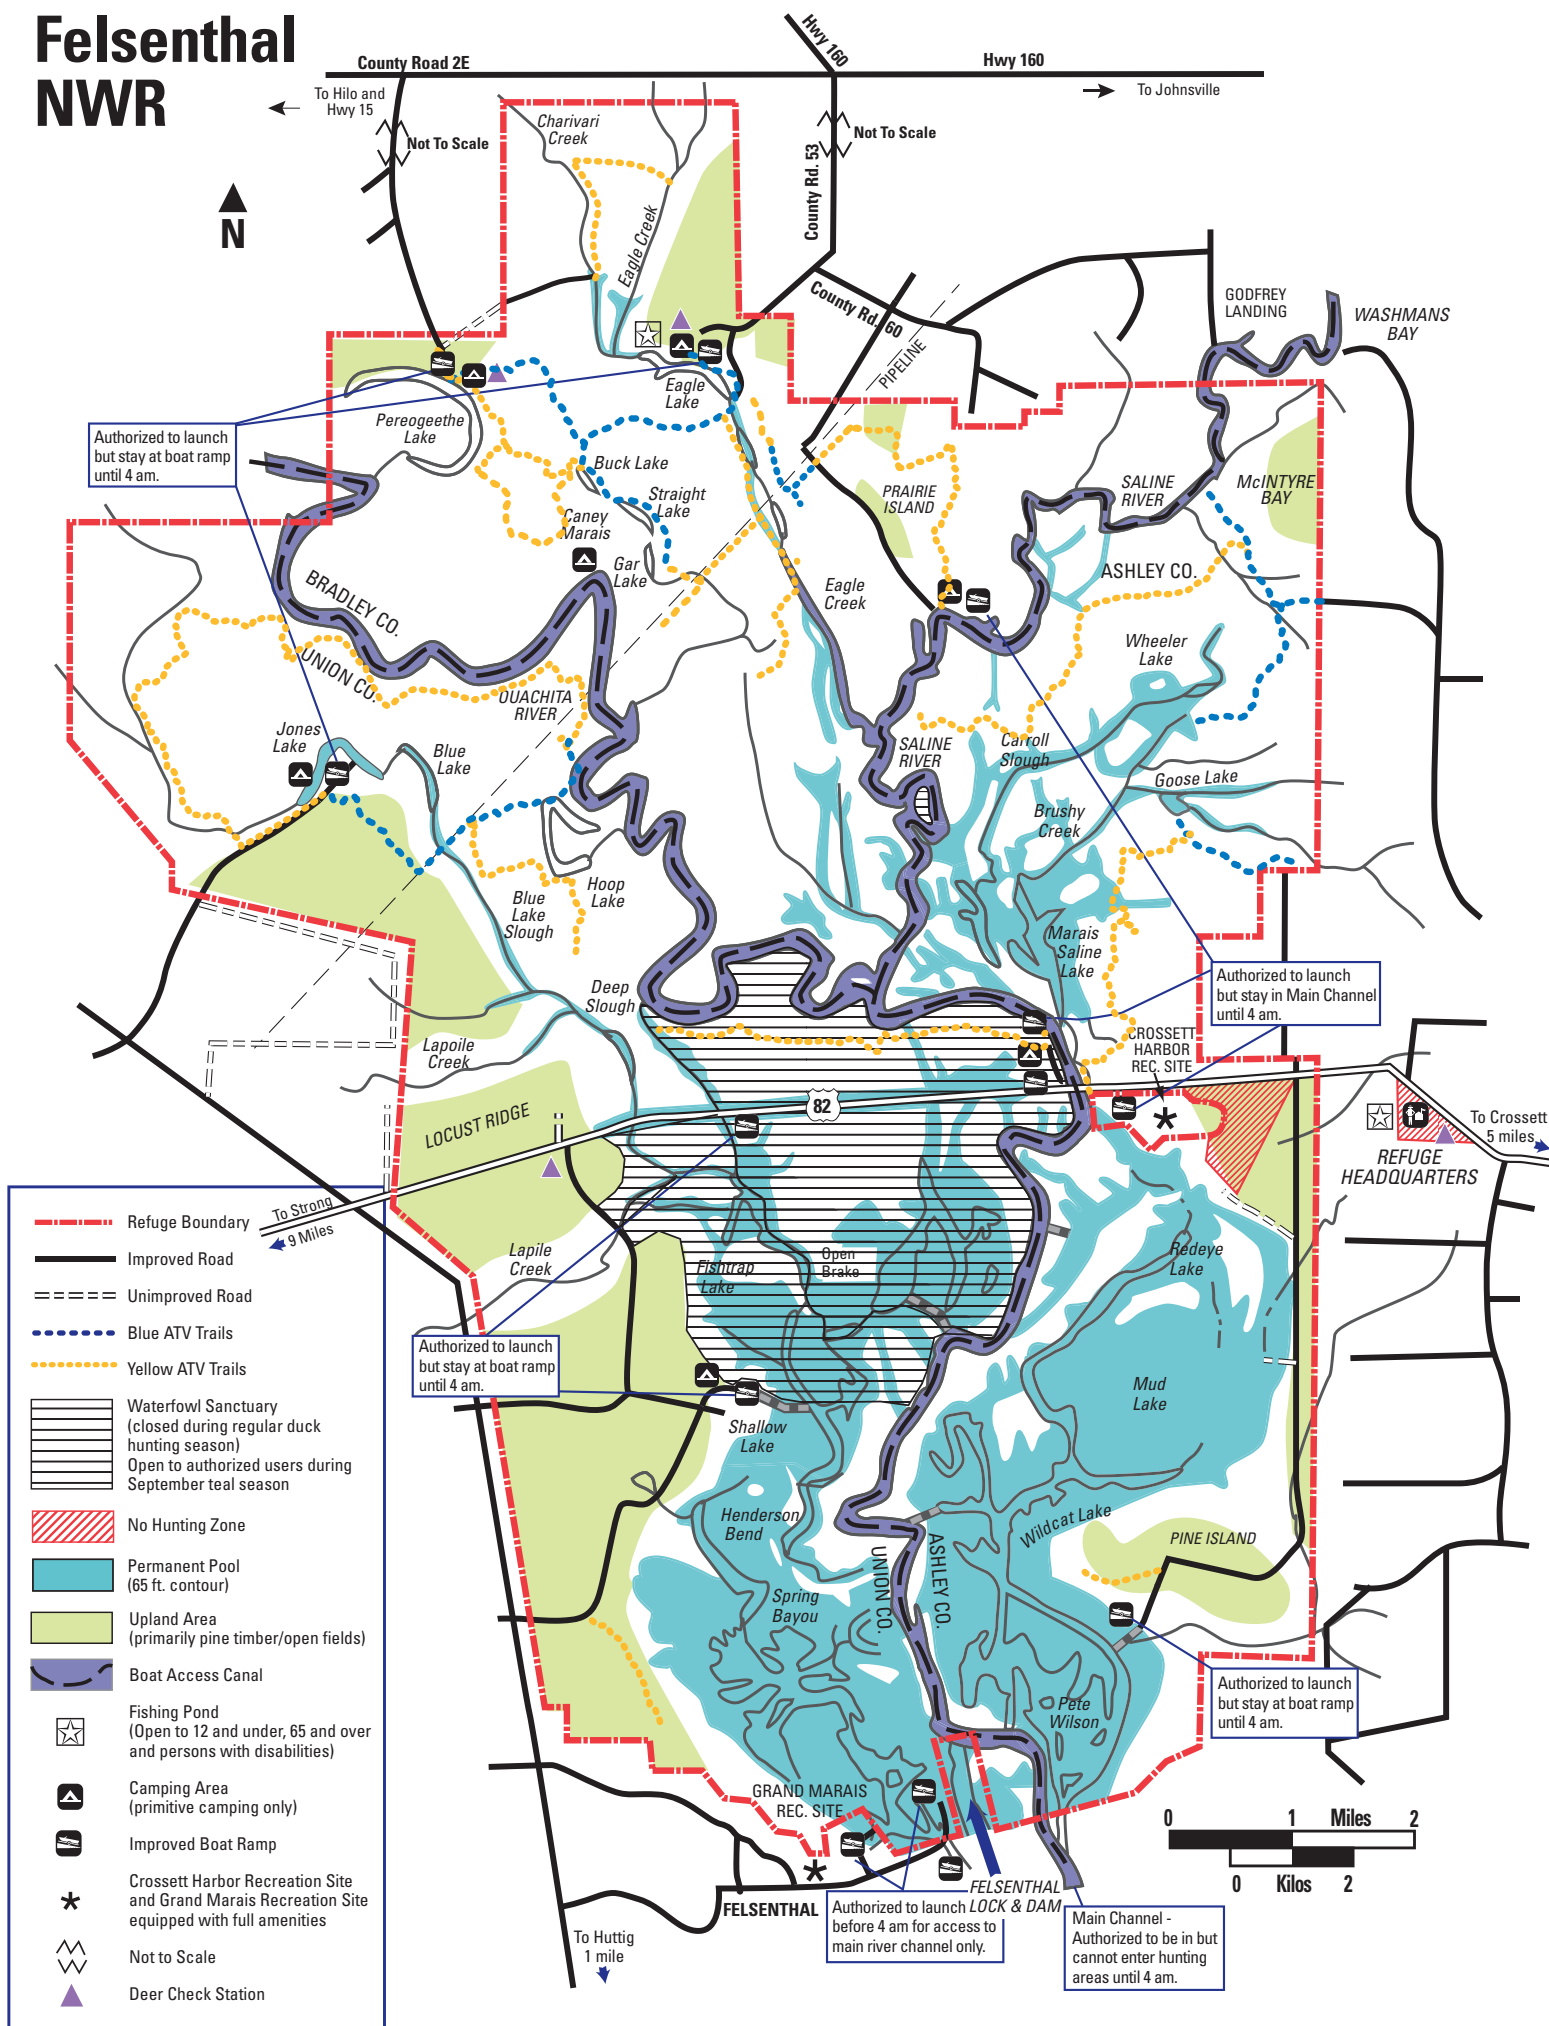 Felsenthal
NWR
County Road 2E
Hwy 160
Hwy 160
To Hilo and
Hwy 15
To Johnsville
Not To Scale
Not To Scale
County Rd. 53
N
Charivari
Creek
Eagle Creek
County Rd. 60
PIPELINE
GODFREY
LANDING
WASHMANS
BAY
Eagle
Lake
Pereogeethe
Lake
Authorized to launch
but stay at boat ramp
until 4 am.
Buck Lake
Straight
Lake
Caney
Marais
Gar
Lake
PRAIRIE
ISLAND
SALINE
RIVER
McINTYRE
BAY
ASHLEY CO.
BRADLEY CO.
UNION CO.
Eagle
Creek
Wheeler
Lake
OUACHITA
RIVER
Jones
Lake
Blue
Lake
SALINE
RIVER
Carroll
Slough
Goose Lake
Brushy
Creek
Hoop
Lake
Blue
Lake
Slough
Marais
Saline
Lake
Authorized to launch
but stay in Main Channel
until 4 am.
Deep
Slough
Lapoile
Creek
CROSSETT
HARBOR
REC. SITE
82
LOCUST RIDGE
To Crossett
5 miles
REFUGE
HEADQUARTERS
To Strong
9 Miles
Lapile
Creek
Fishtrap
Lake
Open
Brake
Redeye
Lake
Authorized to launch
but stay at boat ramp
until 4 am.
Mud
Lake
Shallow
Lake
Henderson
Bend
Wildcat Lake
PINE ISLAND
UNION CO.
ASHLEY CO.
Spring
Bayou
Pete
Wilson
Authorized to launch
but stay at boat ramp
until 4 am.
GRAND MARAIS
REC. SITE
FELSENTHAL
FELSENTHAL
LOCK & DAM
Authorized to launch
before 4 am for access to
main river channel only.
Main Channel -
Authorized to be in but
cannot enter hunting
areas until 4 am.
To Huttig
1 mile
0 1 Miles 2
0 Kilos 2
Refuge Boundary
Improved Road
Unimproved Road
Blue ATV Trails
Yellow ATV Trails
Waterfowl Sanctuary
(closed during regular duck
hunting season)
Open to authorized users during
September teal season
No Hunting Zone
Permanent Pool
(65 ft. contour)
Upland Area
(primarily pine timber/open fields)
Boat Access Canal
Fishing Pond
(Open to 12 and under, 65 and over
and persons with disabilities)
Camping Area
(primitive camping only)
Improved Boat Ramp
Crossett Harbor Recreation Site
and Grand Marais Recreation Site
equipped with full amenities
Not to Scale
Deer Check Station